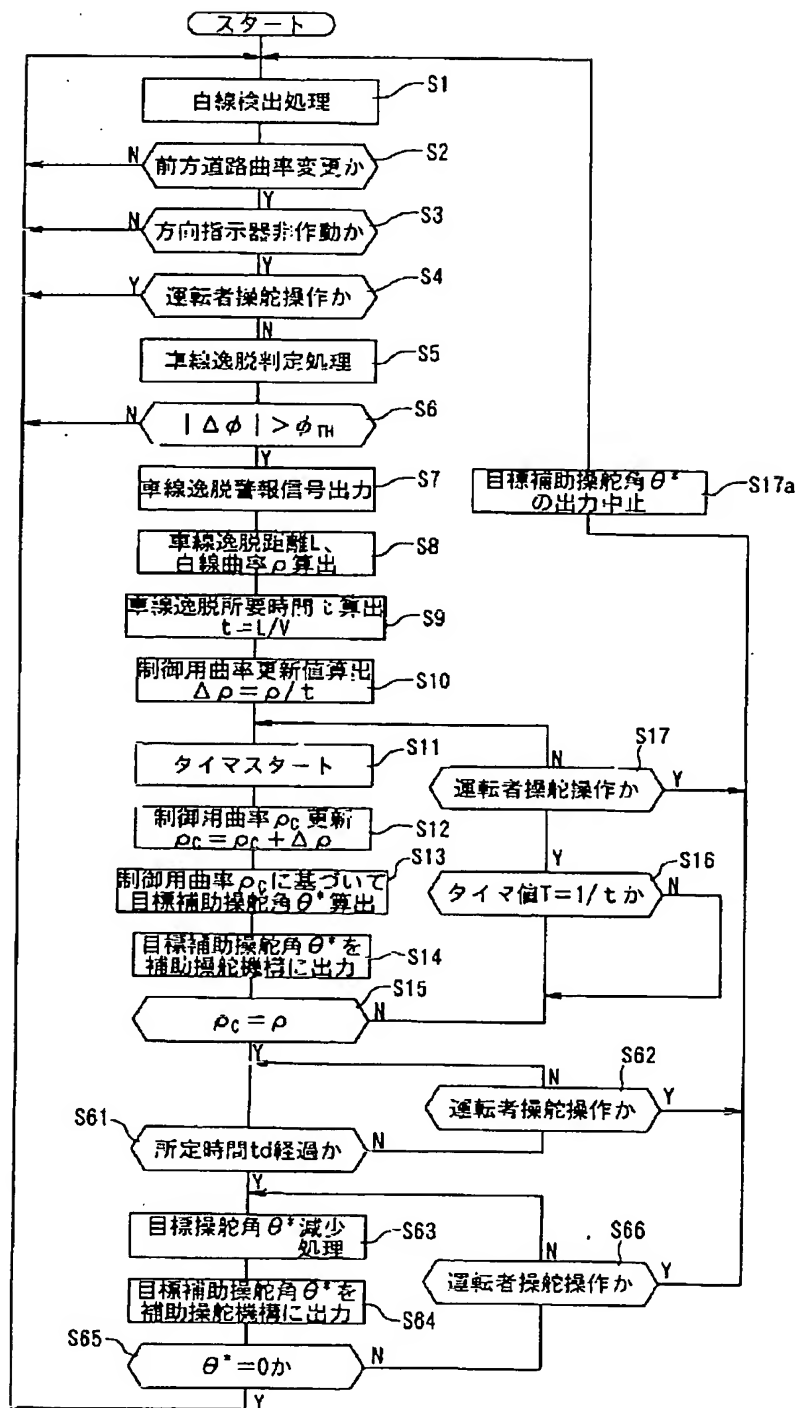 スタート
白線検出処理
S1
前方道路曲率変更か
S2
N
Y
方向指示器非作動か
S3
N
Y
運転者操舵操作か
S4
Y
N
車線逸脱判定処理
S5
|Δφ|>φTH
S6
N
Y
車線逸脱警報信号出力
S7
目標補助操舵角θ*
の出力中止
S17a
車線逸脱距離L、
白線曲率ρ算出
S8
車線逸脱所要時間t算出
t=L/V
S9
制御用曲率更新値算出
Δρ=ρ/t
S10
タイマスタート
S11
運転者操舵操作か
S17
N
Y
制御用曲率ρC更新
ρC=ρC+Δρ
S12
制御用曲率ρCに基づいて
目標補助操舵角θ*算出
S13
Y
タイマ値T=1/tか
S16
N
目標補助操舵角θ*を
補助操舵機構に出力
S14
ρC=ρ
S15
N
Y
運転者操舵操作か
S62
N
Y
所定時間td経過か
S61
N
Y
目標操舵角θ*減少
処理
S63
運転者操舵操作か
S66
N
Y
目標補助操舵角θ*を
補助操舵機構に出力
S64
θ*=0か
S65
N
Y